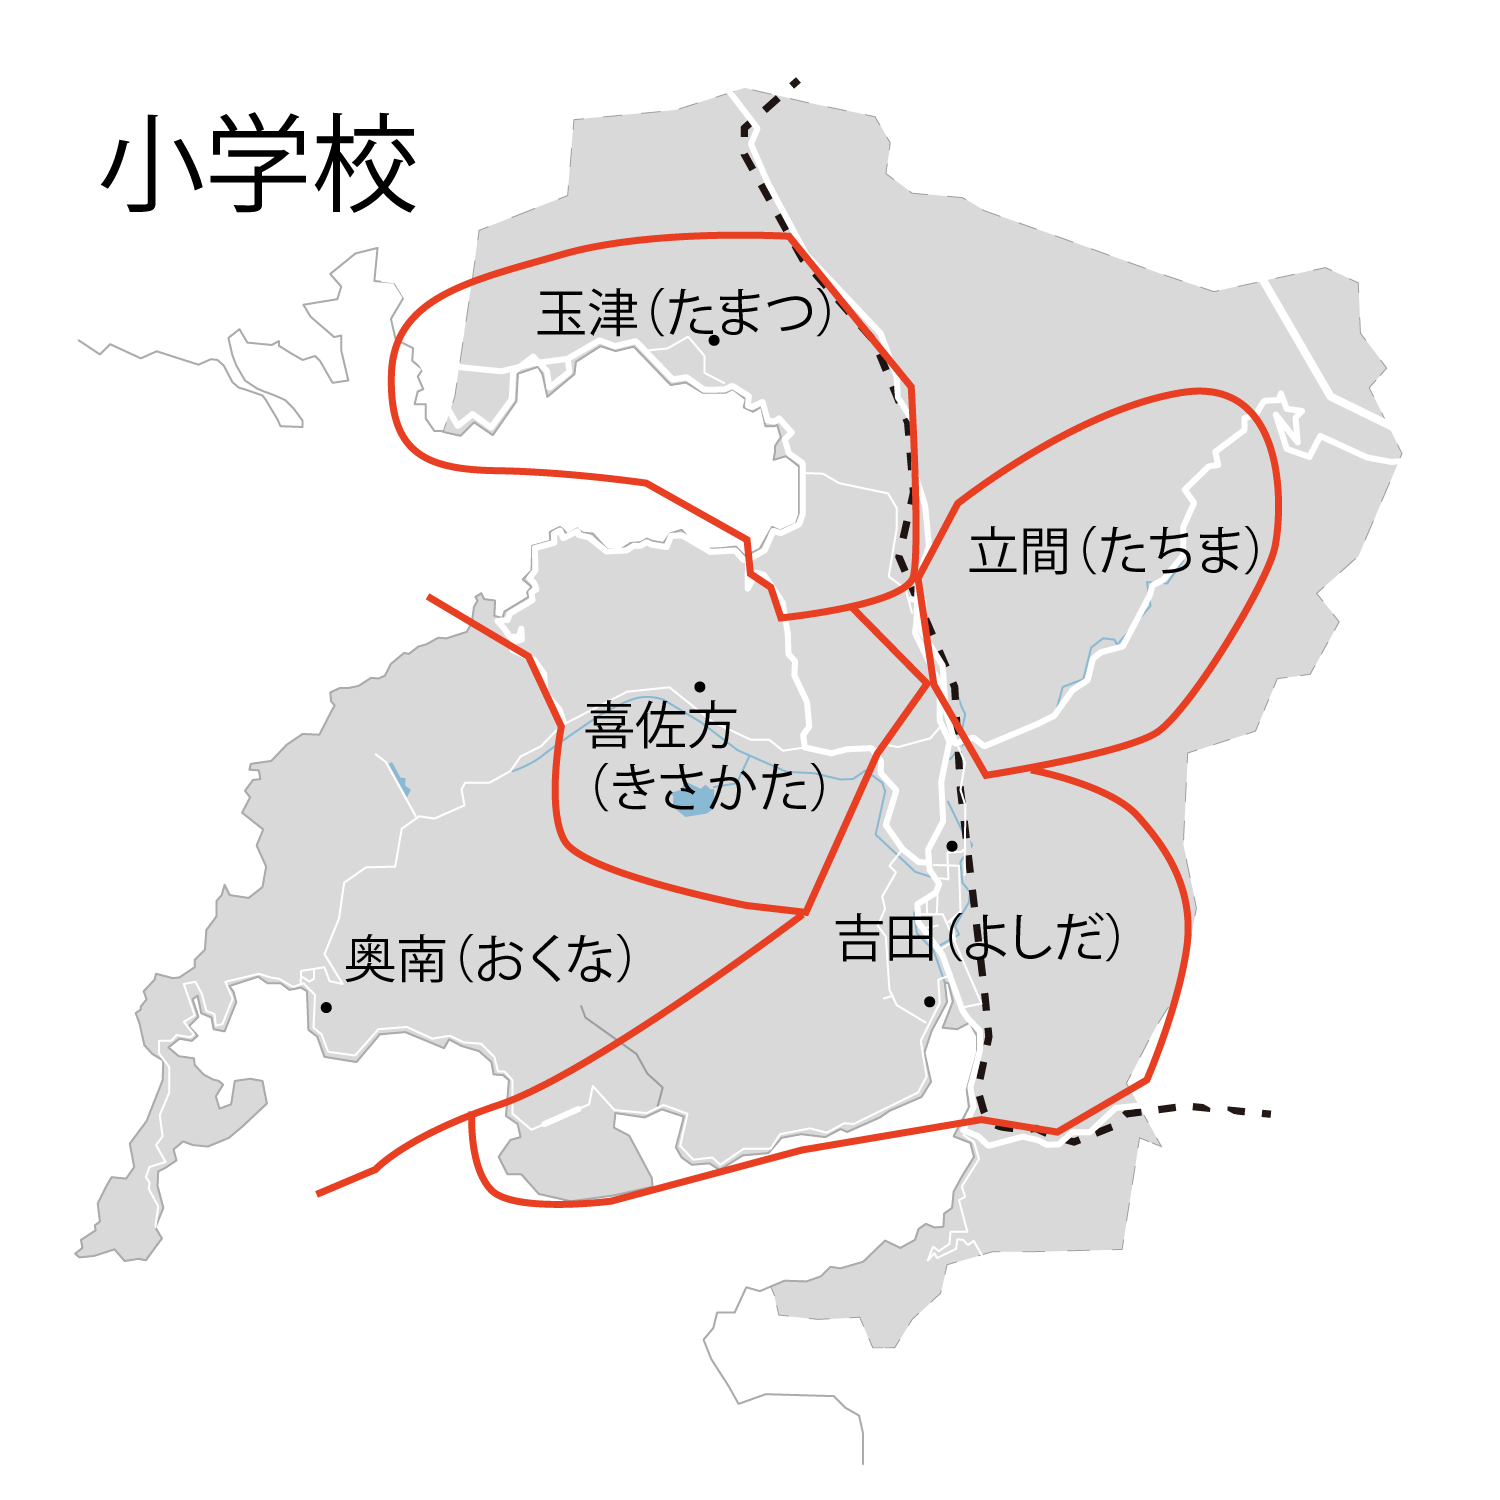 小学校
玉津（たまつ）
立間（たちま）
喜佐方
（きさかた）
吉田（よしだ）
奥南（おくな）